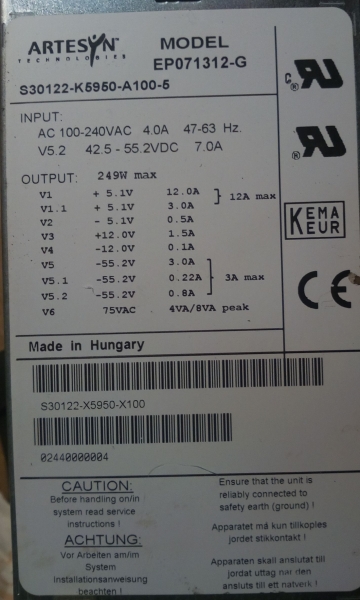 ARTESYN
TECHNOLOGIES
MODEL
EP071312-G
S30122-K5950-A100-5
INPUT:
AC 100-240VAC 4.0A 47-63 Hz.
V5.2 42.5 - 55.2VDC 7.0A
OUTPUT: 249W max
V1 + 5.1V 12.0A } 12A max
V1.1 + 5.1V 3.0A
V2 - 5.1V 0.5A
V3 +12.0V 1.5A
V4 -12.0V 0.1A
V5 -55.2V 3.0A
V5.1 -55.2V 0.22A } 3A max
V5.2 -55.2V 0.8A
V6 75VAC 4VA/8VA peak
c RU ®
RU ®
KEMA
KEUR
CE
Made in Hungary
S30122-X5950-X100
02440000004
CAUTION:
Before handling on/in
system read service
instructions !
ACHTUNG:
Vor Arbeiten am/im
System
Installationsanweisung
beachten !
Ensure that the unit is
reliably connected to
safety earth (ground) !
Apparatet må kun tilkoples
jordet stikkontakt !
Apparaten skall anslutat till
jordat uttag när den
ansluts till ett nätverk !